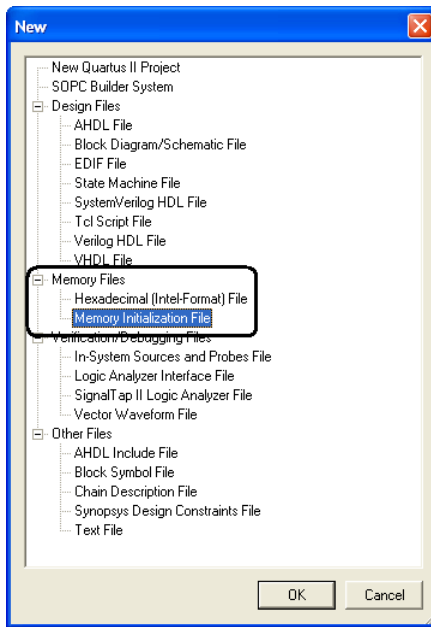 New
New Quartus II Project
SOPC Builder System
Design Files
AHDL File
Block Diagram/Schematic File
EDIF File
State Machine File
SystemVerilog HDL File
Tcl Script File
Verilog HDL File
VHDL File
Memory Files
Hexadecimal (Intel-Format) File
Memory Initialization File
Verification/Debugging Files
In-System Sources and Probes File
Logic Analyzer Interface File
SignalTap II Logic Analyzer File
Vector Waveform File
Other Files
AHDL Include File
Block Symbol File
Chain Description File
Synopsys Design Constraints File
Text File
OK Cancel